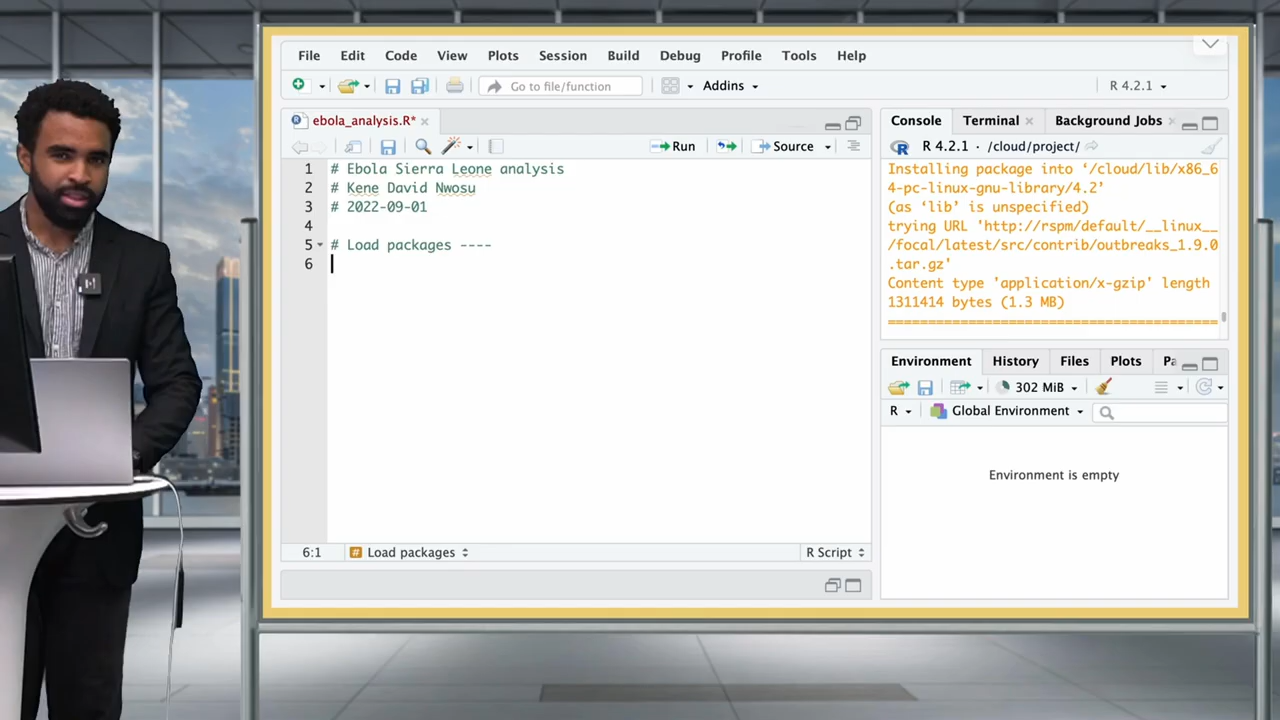 File Edit Code View Plots Session Build Debug Profile Tools Help
Go to file/function Addins R 4.2.1
ebola_analysis.R*
Run Source
1 # Ebola Sierra Leone analysis
2 # Kene David Nwosu
3 # 2022-09-01
4
5 # Load packages ----
6
6:1 Load packages R Script
Console Terminal Background Jobs
R 4.2.1 · /cloud/project/
Installing package into ‘/cloud/lib/x86_6
4-pc-linux-gnu-library/4.2’
(as ‘lib’ is unspecified)
trying URL 'http://rspm/default/__linux__
/focal/latest/src/contrib/outbreaks_1.9.0
.tar.gz'
Content type 'application/x-gzip' length
1311414 bytes (1.3 MB)
=========================================
Environment History Files Plots Pa
302 MiB
R Global Environment
Environment is empty